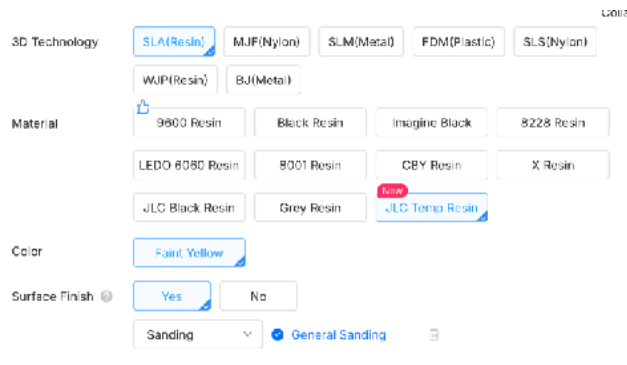 3D Technology SLA(Resin) MJF(Nylon) SLM(Metal) FDM(Plastic) SLS(Nylon)
WJP(Resin) BJ(Metal)
Material 9600 Resin Black Resin Imagine Black 8228 Resin
LEDO 6060 Resin 8001 Resin CBY Resin X Resin
New
JLC Black Resin Grey Resin JLC Temp Resin
Color Faint Yellow
Surface Finish Yes No
Sanding General Sanding